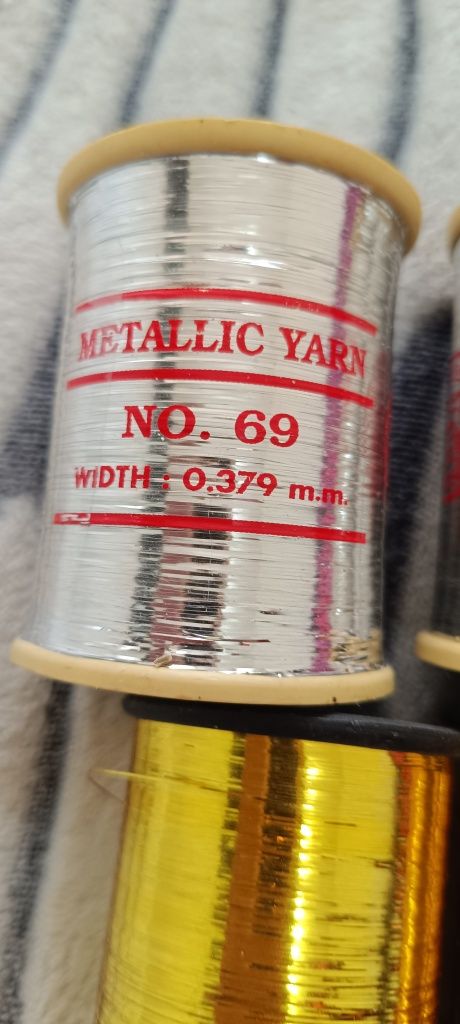 METALLIC YARN
NO. 69
WIDTH : 0.379 m.m.